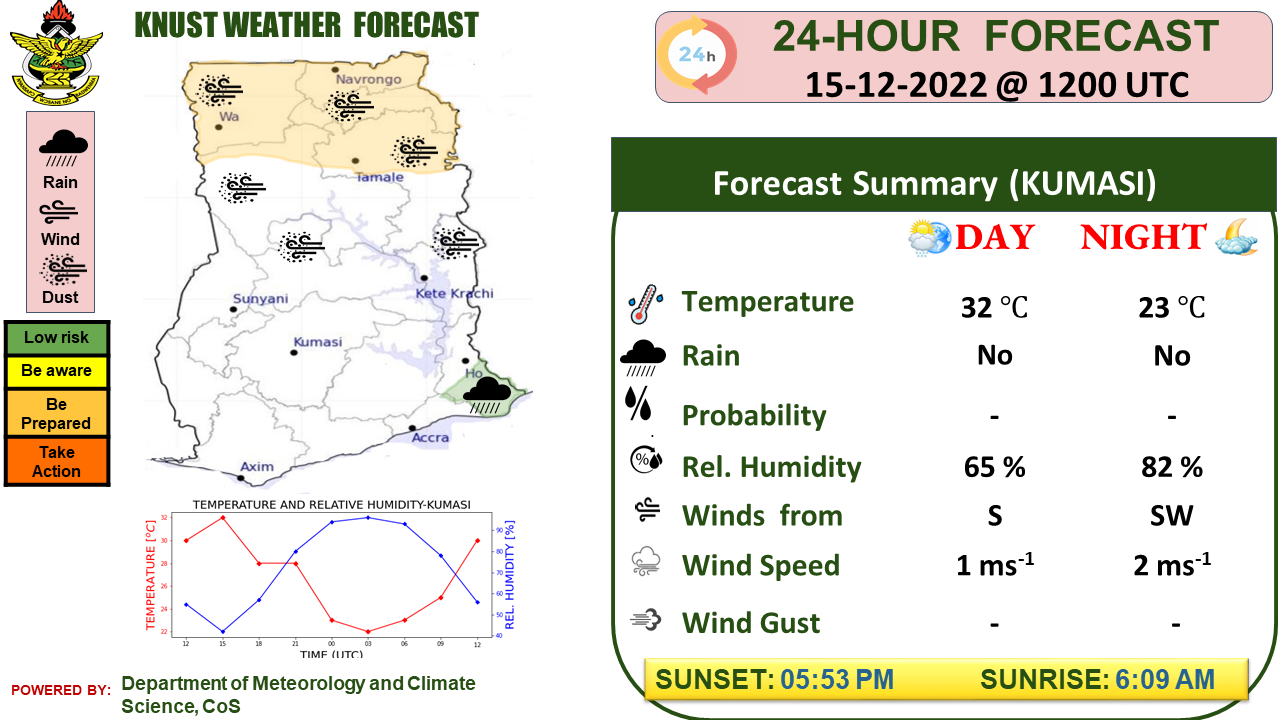 KNUST WEATHER FORECAST
Rain
Wind
Dust
Low risk
Be aware
Be
Prepared
Take
Action
Navrongo
Wa
Tamale
Sunyani
Kete Krachi
Kumasi
Ho
Accra
Axim
TEMPERATURE AND RELATIVE HUMIDITY-KUMASI
TEMPERATURE [°C]
32
30
28
26
24
22
REL. HUMIDITY [%]
90
80
70
60
50
40
12 15 18 21 00 03 06 09 12
TIME (UTC)
POWERED BY: Department of Meteorology and Climate
Science, CoS
24h
24-HOUR FORECAST
15-12-2022 @ 1200 UTC
Forecast Summary (KUMASI)
DAY NIGHT
Temperature 32 °C 23 °C
Rain No No
Probability - -
% Rel. Humidity 65 % 82 %
Winds from S SW
Wind Speed 1 ms-1 2 ms-1
Wind Gust - -
SUNSET: 05:53 PM SUNRISE: 6:09 AM